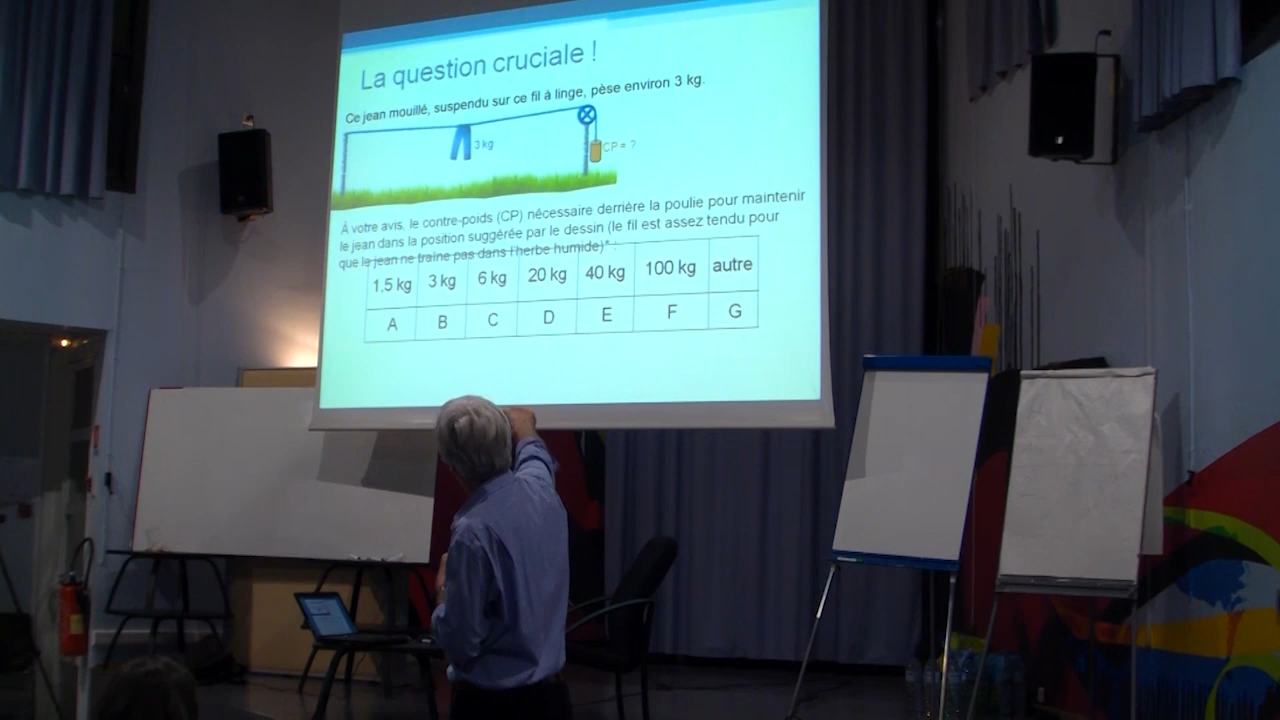 La question cruciale !
Ce jean mouillé, suspendu sur ce fil à linge, pèse environ 3 kg.
3 kg
CP = ?
À votre avis, le contre-poids (CP) nécessaire derrière la poulie pour maintenir
le jean dans la position suggérée par le dessin (le fil est assez tendu pour
que le jean ne traine pas dans l'herbe humide)* :
1.5 kg 3 kg 6 kg 20 kg 40 kg 100 kg autre
A B C D E F G